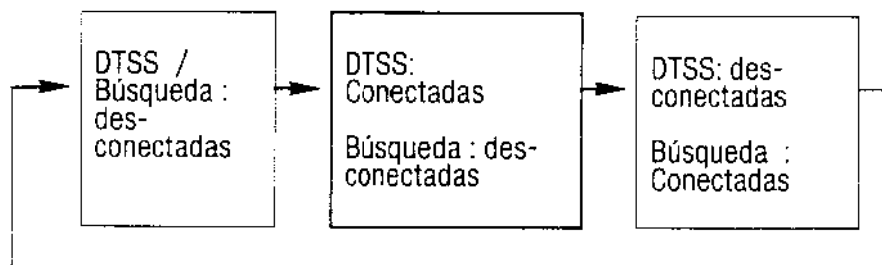 DTSS /
Búsqueda :
des-
conectadas
DTSS:
Conectadas
Búsqueda : des-
conectadas
DTSS: des-
conectadas
Búsqueda :
Conectadas